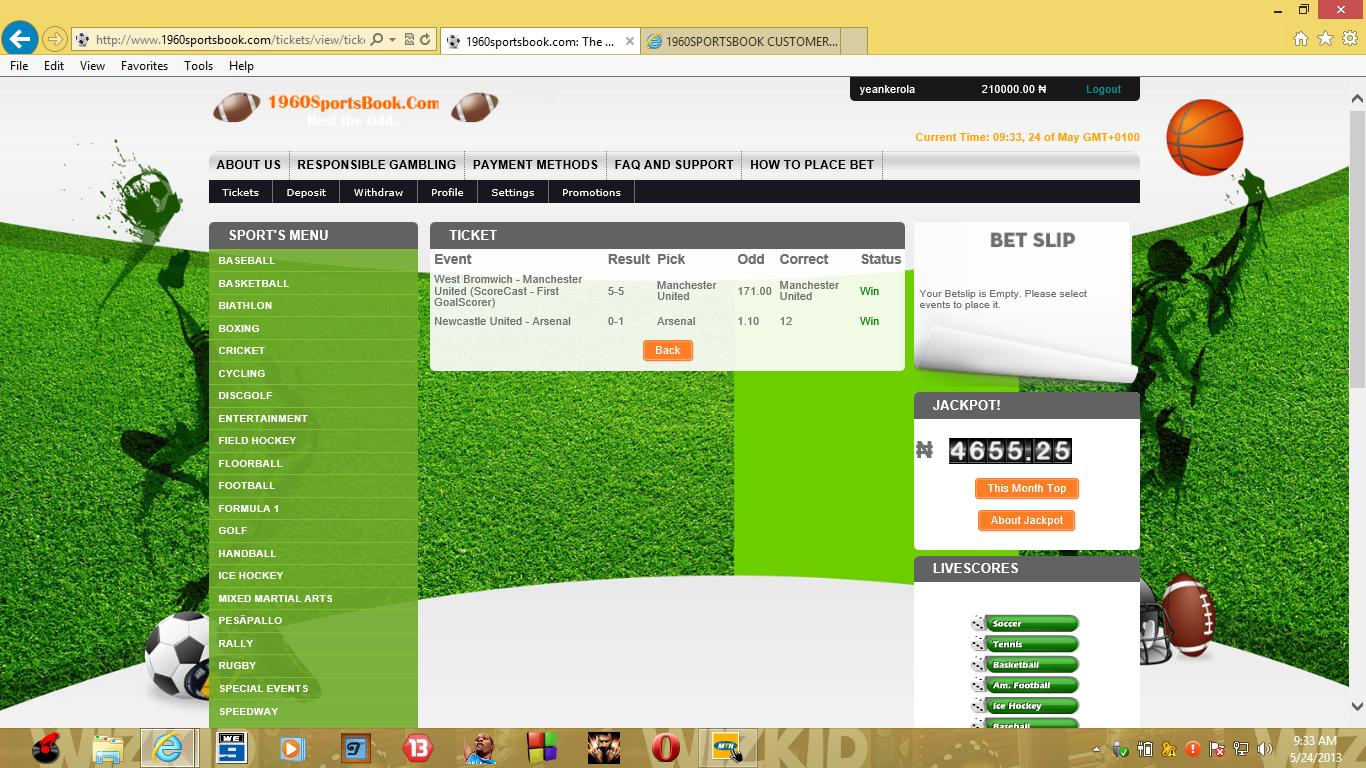 http://www.1960sportsbook.com/tickets/view/ticke
1960sportsbook.com: The ...
1960SPORTSBOOK CUSTOMER...
File Edit View Favorites Tools Help
1960SportsBook.Com
Best the Odd..
yeankerola 210000.00 ₦ Logout
Current Time: 09:33, 24 of May GMT+0100
ABOUT US RESPONSIBLE GAMBLING PAYMENT METHODS FAQ AND SUPPORT HOW TO PLACE BET
Tickets Deposit Withdraw Profile Settings Promotions
SPORT'S MENU
BASEBALL
BASKETBALL
BIATHLON
BOXING
CRICKET
CYCLING
DISCGOLF
ENTERTAINMENT
FIELD HOCKEY
FLOORBALL
FOOTBALL
FORMULA 1
GOLF
HANDBALL
ICE HOCKEY
MIXED MARTIAL ARTS
PESÄPALLO
RALLY
RUGBY
SPECIAL EVENTS
SPEEDWAY
TICKET
Event Result Pick Odd Correct Status
West Bromwich - Manchester
United (ScoreCast - First
GoalScorer) 5-5 Manchester United 171.00 Manchester United Win
Newcastle United - Arsenal 0-1 Arsenal 1.10 12 Win
Back
BET SLIP
Your Betslip is Empty. Please select
events to place it.
JACKPOT!
₦ 4655.25
This Month Top
About Jackpot
LIVESCORES
Soccer
Tennis
Basketball
Am. Football
Ice Hockey
Baseball
WE 9
13
MTN
WIZKID
9:33 AM
5/24/2013